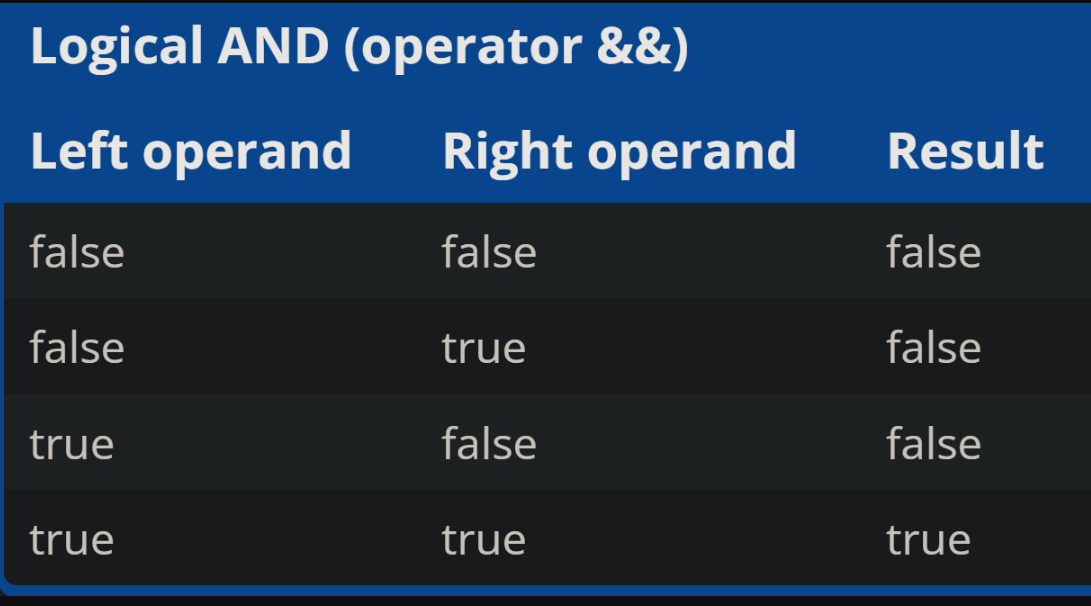 Logical AND (operator &&)
Left operand Right operand Result
false false false
false true false
true false false
true true true